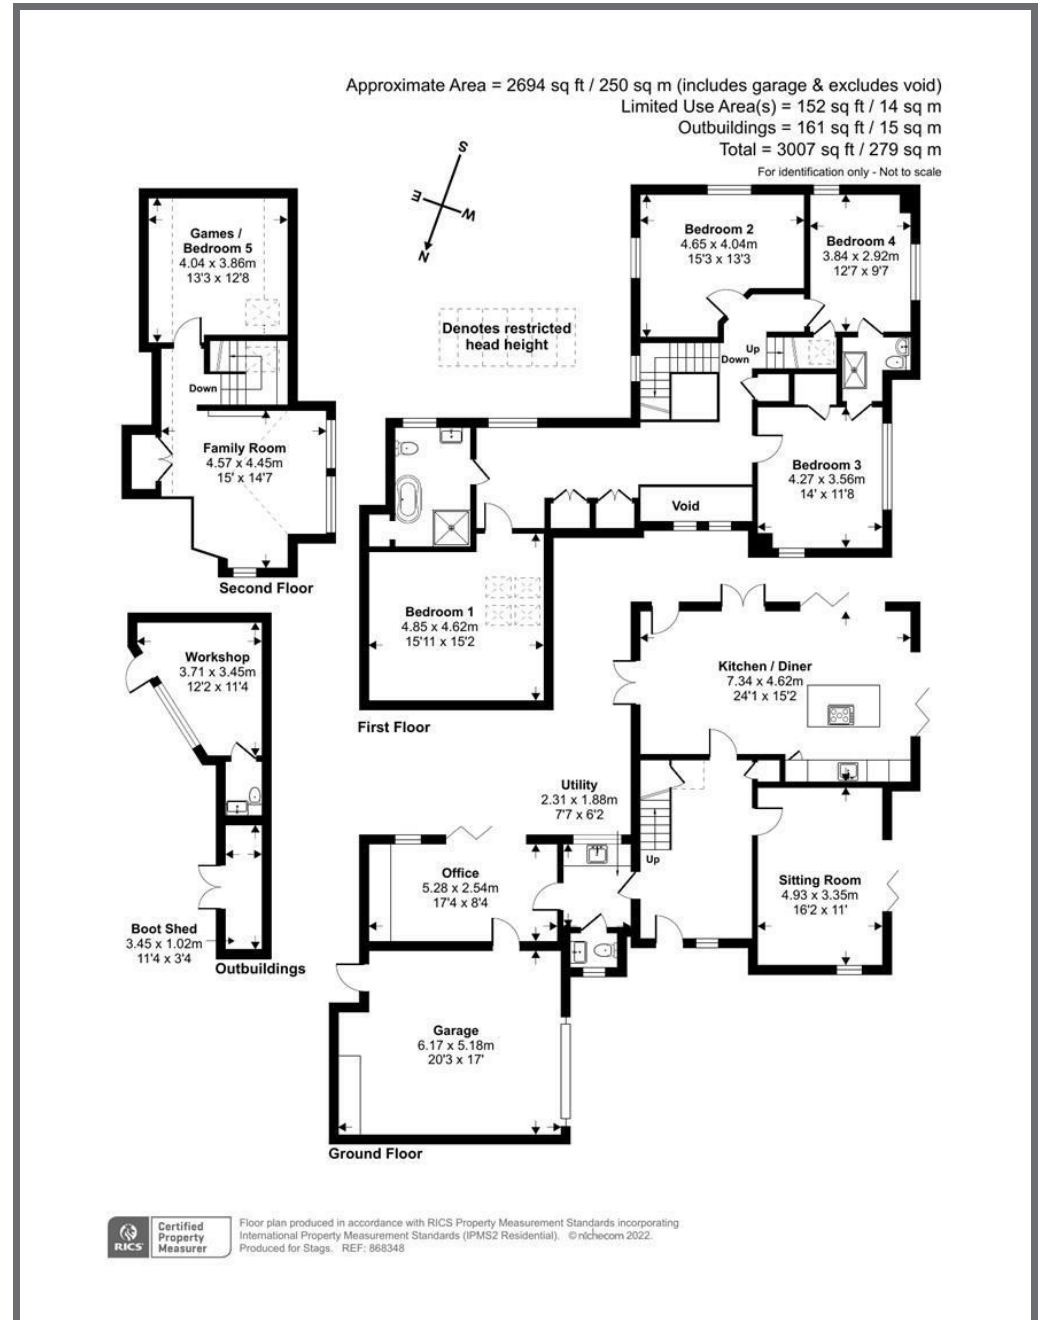 Approximate Area = 2694 sq ft / 250 sq m (includes garage & excludes void)
Limited Use Area(s) = 152 sq ft / 14 sq m
Outbuildings = 161 sq ft / 15 sq m
Total = 3007 sq ft / 279 sq m
For identification only - Not to scale
S
E
W
N
Games /
Bedroom 5
4.04 x 3.86m
13'3 x 12'8
Down
Family Room
4.57 x 4.45m
15' x 14'7
Second Floor
Denotes restricted
head height
Bedroom 2
4.65 x 4.04m
15'3 x 13'3
Bedroom 4
3.84 x 2.92m
12'7 x 9'7
Up
Down
Bedroom 3
4.27 x 3.56m
14' x 11'8
Void
Bedroom 1
4.85 x 4.62m
15'11 x 15'2
First Floor
Workshop
3.71 x 3.45m
12'2 x 11'4
Boot Shed
3.45 x 1.02m
11'4 x 3'4
Outbuildings
Kitchen / Diner
7.34 x 4.62m
24'1 x 15'2
Utility
2.31 x 1.88m
7'7 x 6'2
Up
Office
5.28 x 2.54m
17'4 x 8'4
Sitting Room
4.93 x 3.35m
16'2 x 11'
Garage
6.17 x 5.18m
20'3 x 17'
Ground Floor
RICS
Certified
Property
Measurer
Floor plan produced in accordance with RICS Property Measurement Standards incorporating
International Property Measurement Standards (IPMS2 Residential). © nichecom 2022.
Produced for Stags. REF: 868348